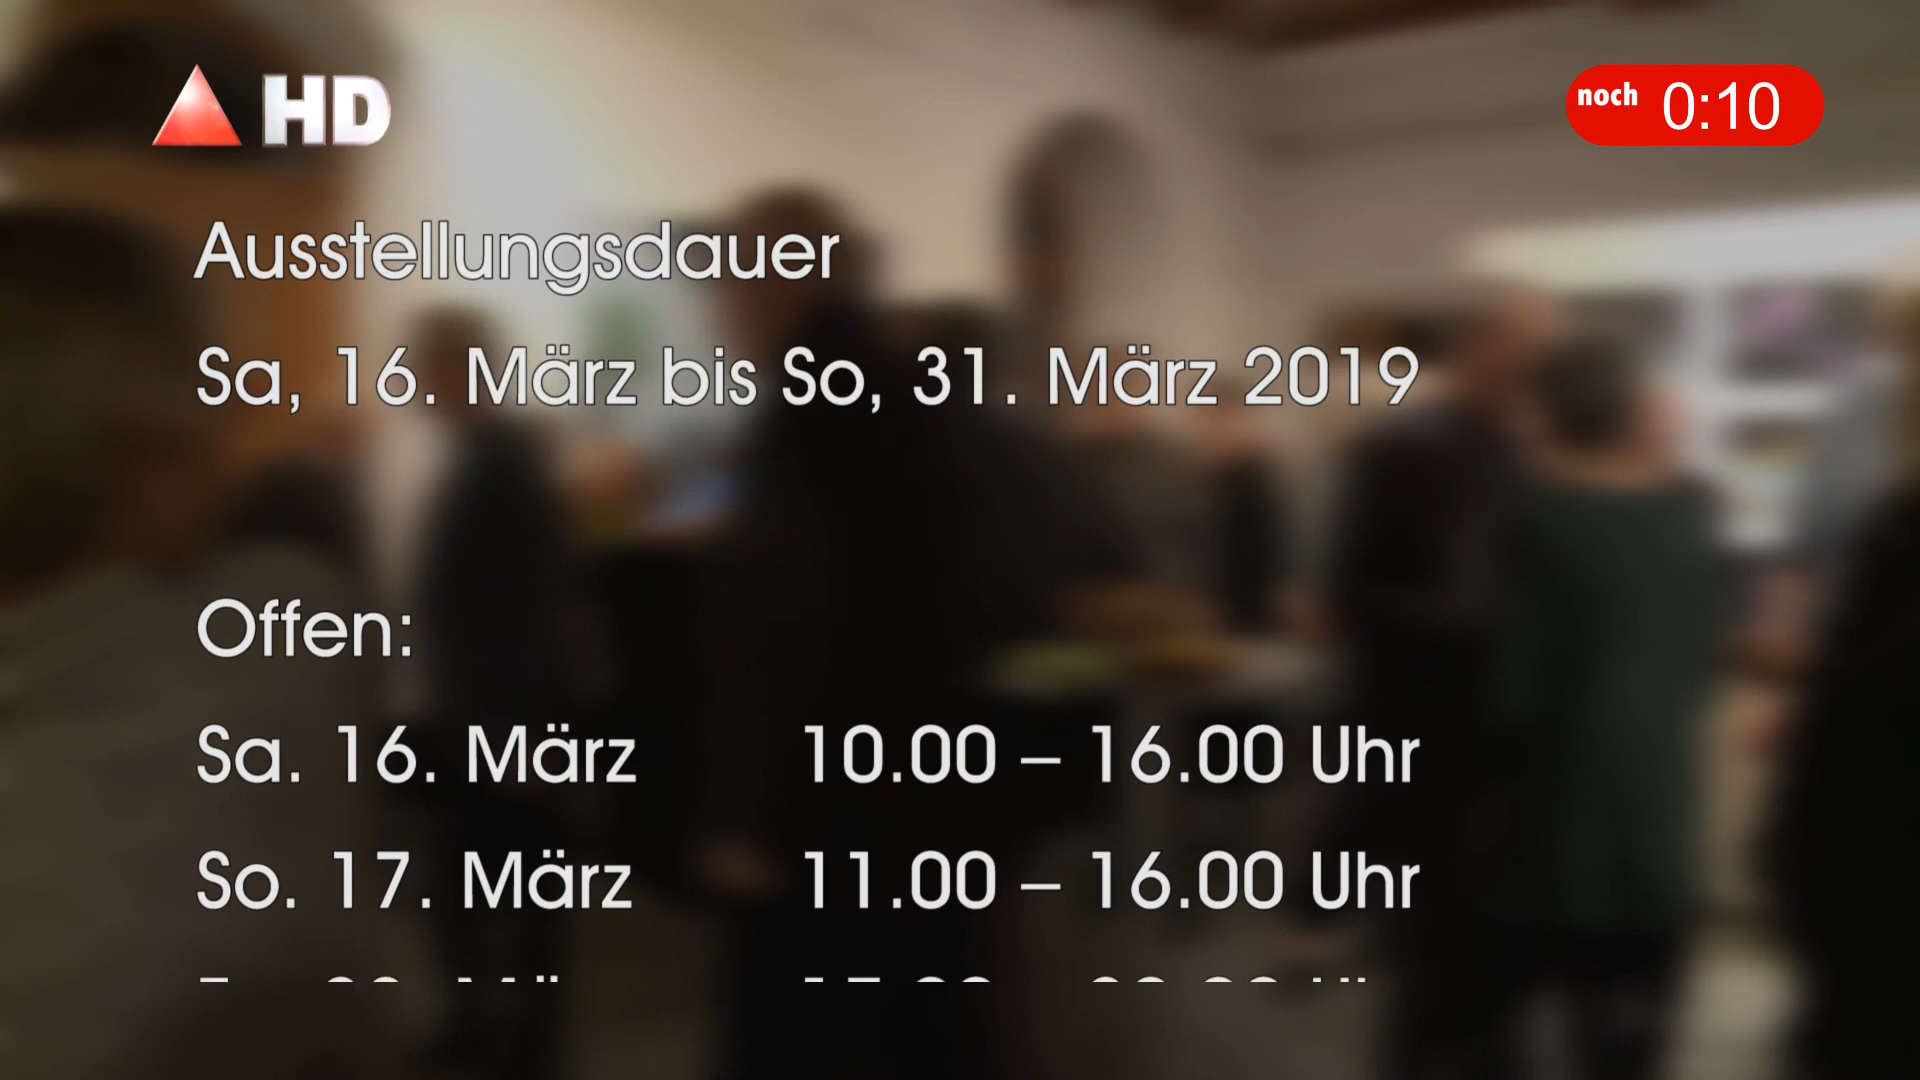 HD
noch 0:10
Ausstellungsdauer
Sa, 16. März bis So, 31. März 2019
Offen:
Sa. 16. März 10.00 – 16.00 Uhr
So. 17. März 11.00 – 16.00 Uhr